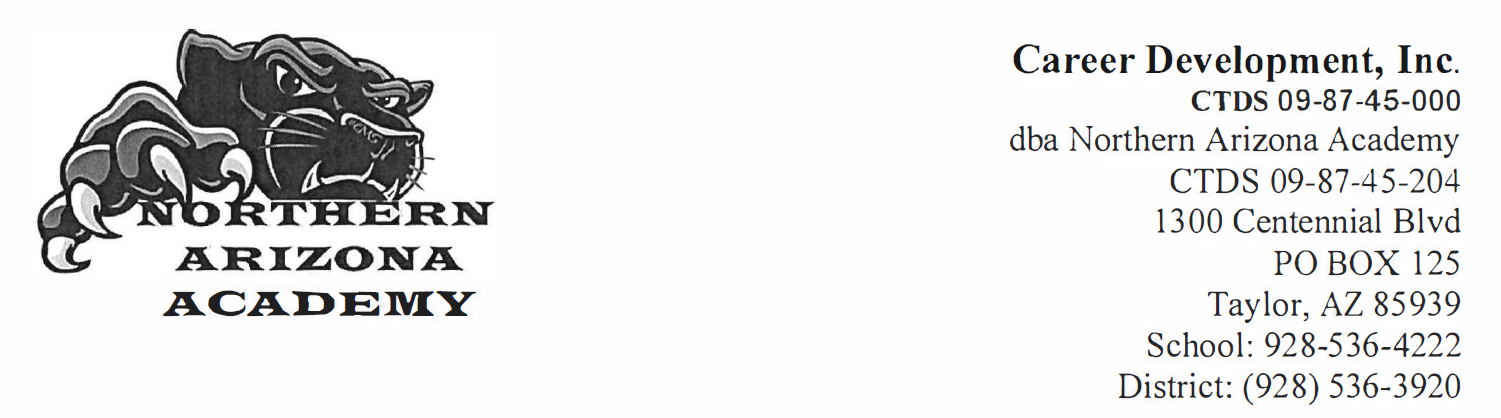 NORTHERN
ARIZONA
ACADEMY
Career Development, Inc.
CTDS 09-87-45-000
dba Northern Arizona Academy
CTDS 09-87-45-204
1300 Centennial Blvd
PO BOX 125
Taylor, AZ 85939
School: 928-536-4222
District: (928) 536-3920